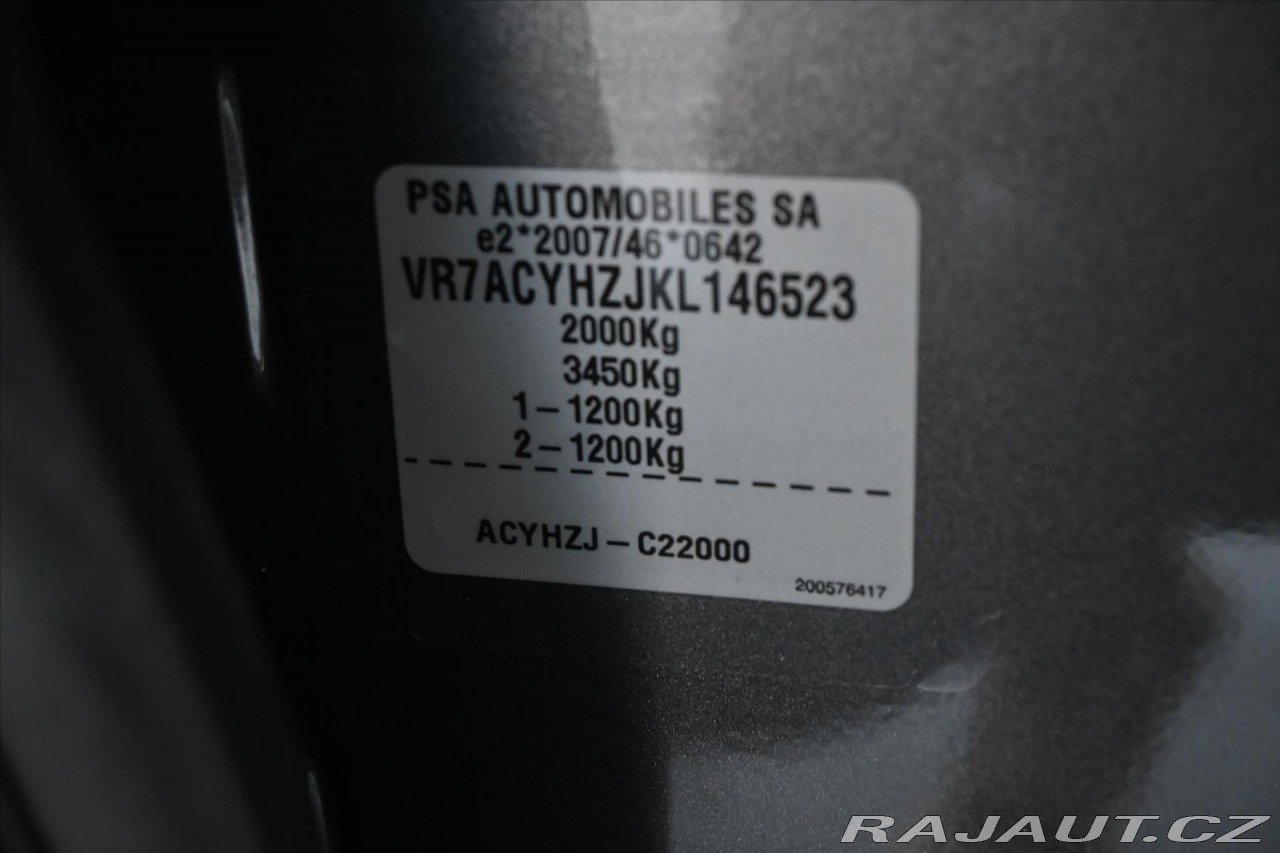 PSA AUTOMOBILES SA
e2*2007/46*0642
VR7ACYHZJKL146523
2000Kg
3450Kg
1-1200Kg
2-1200Kg
ACYHZJ-C22000
200576417
RAJAUT.CZ